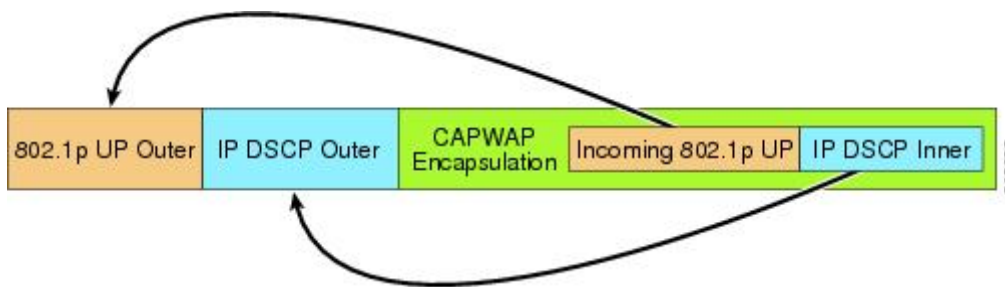 802.1p UP Outer
IP DSCP Outer
CAPWAP
Encapsulation
Incoming 802.1p UP
IP DSCP Inner